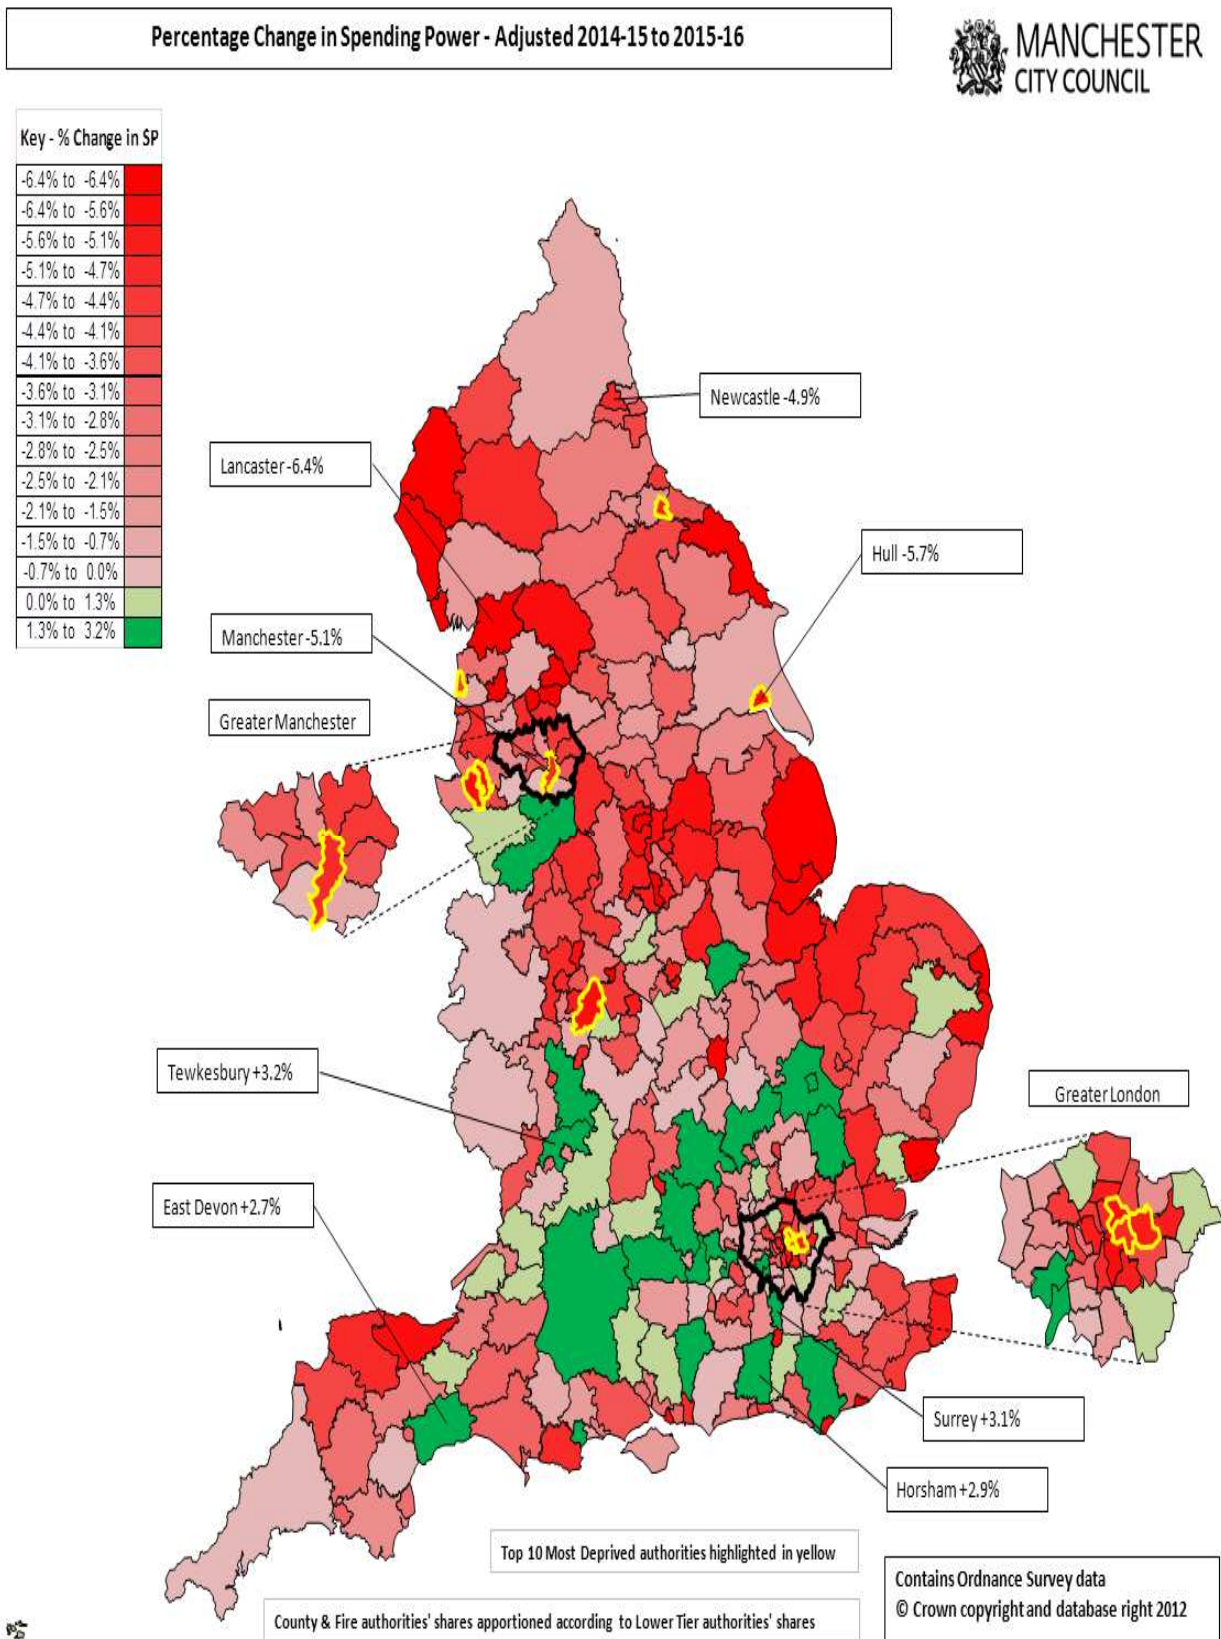 Percentage Change in Spending Power - Adjusted 2014-15 to 2015-16
MANCHESTER
CITY COUNCIL
Key - % Change in SP
-6.4% to -6.4%
-6.4% to -5.6%
-5.6% to -5.1%
-5.1% to -4.7%
-4.7% to -4.4%
-4.4% to -4.1%
-4.1% to -3.6%
-3.6% to -3.1%
-3.1% to -2.8%
-2.8% to -2.5%
-2.5% to -2.1%
-2.1% to -1.5%
-1.5% to -0.7%
-0.7% to 0.0%
0.0% to 1.3%
1.3% to 3.2%
Newcastle -4.9%
Lancaster -6.4%
Hull -5.7%
Manchester -5.1%
Greater Manchester
Tewkesbury +3.2%
Greater London
East Devon +2.7%
Surrey +3.1%
Horsham +2.9%
Top 10 Most Deprived authorities highlighted in yellow
Contains Ordnance Survey data
© Crown copyright and database right 2012
County & Fire authorities' shares apportioned according to Lower Tier authorities' shares